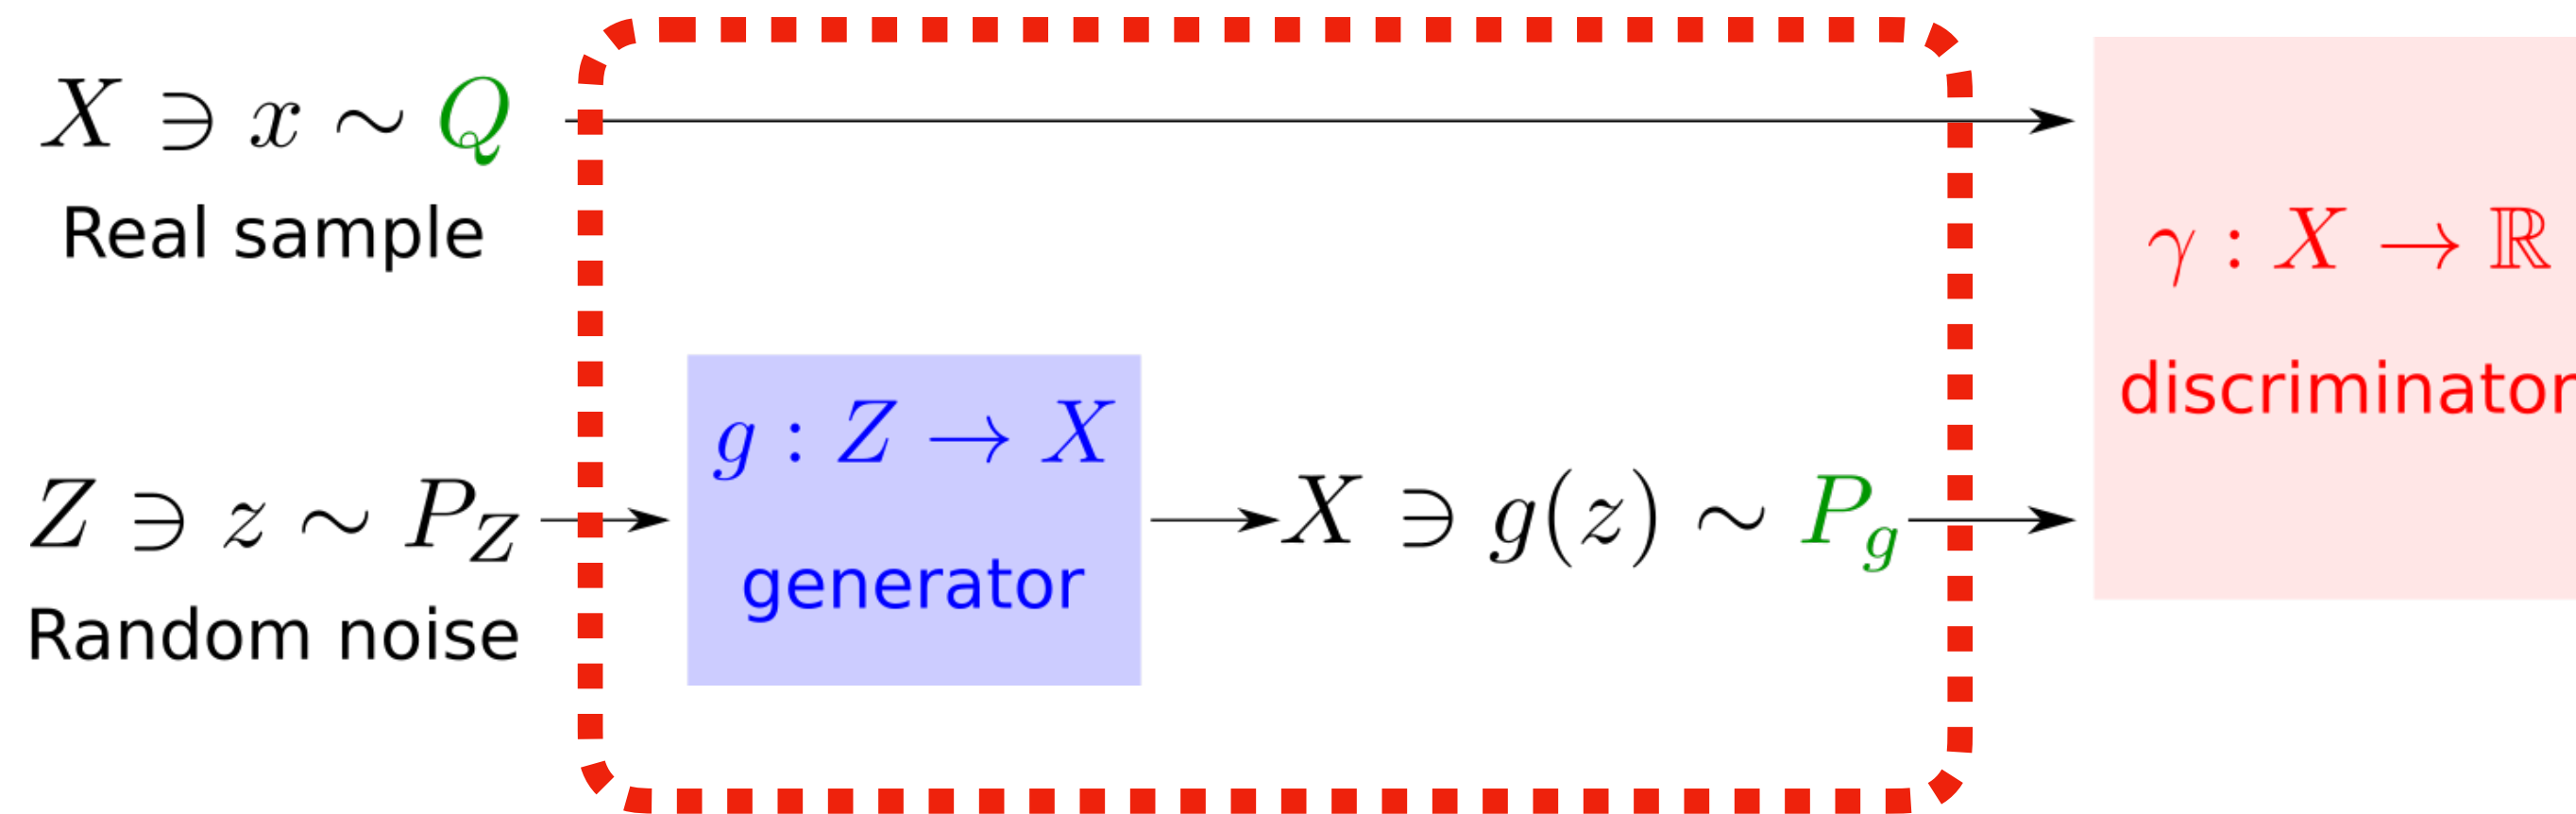 X ∋ x ∼ Q
Real sample
γ : X → ℝ
discriminator
g : Z → X
generator
Z ∋ z ∼ P_Z
Random noise
X ∋ g(z) ∼ P_g